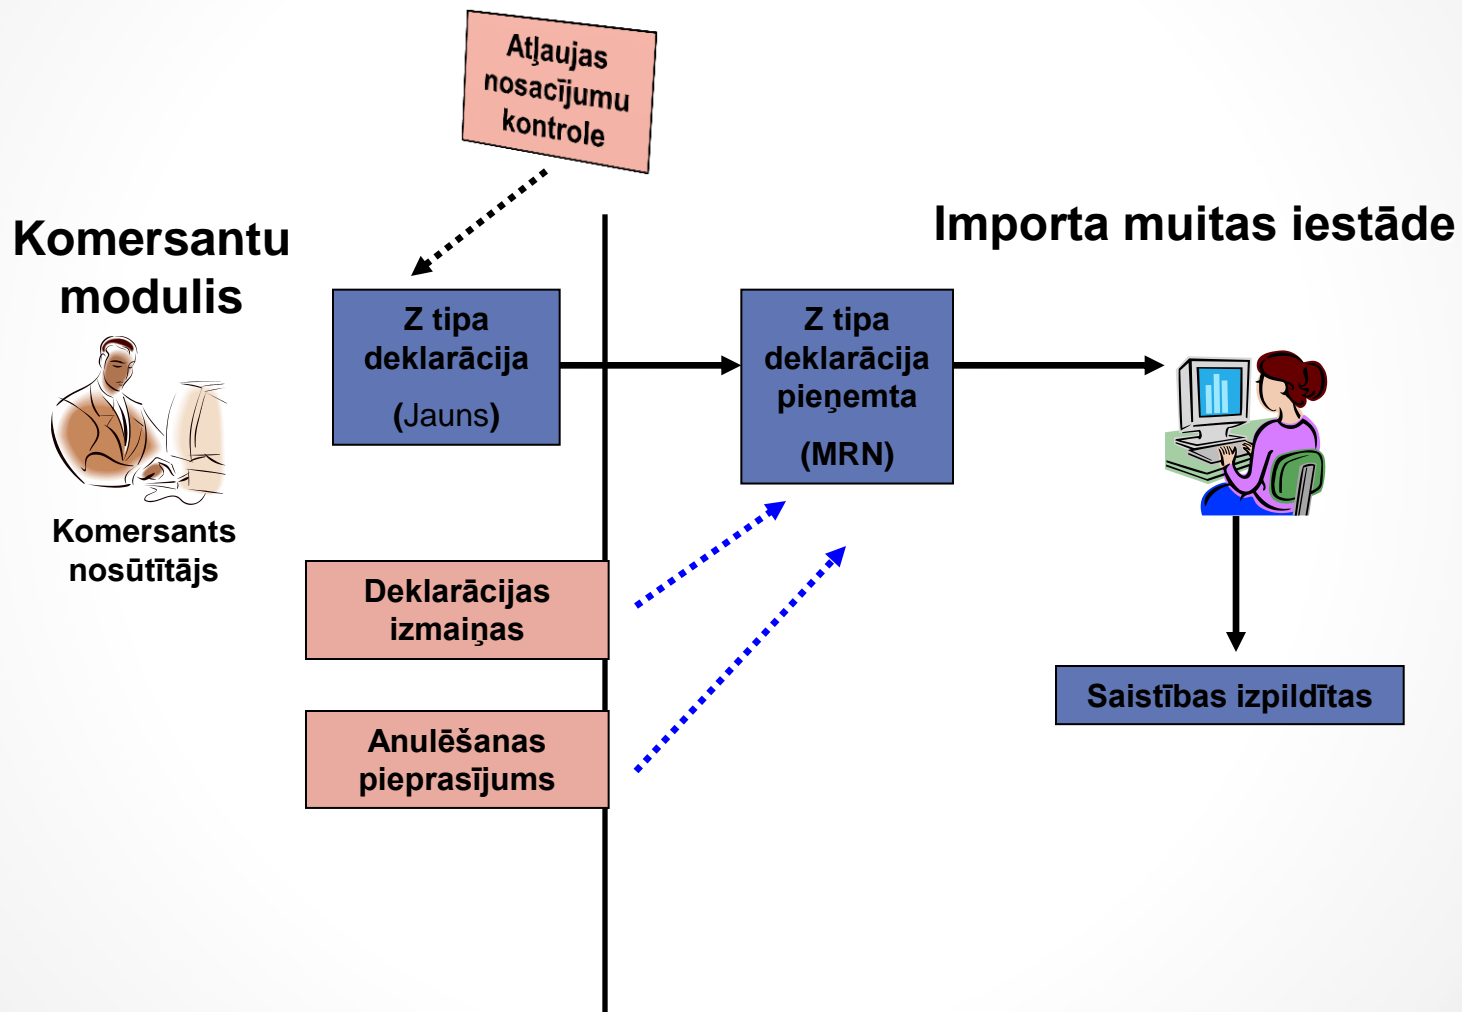 Atļaujas
nosacījumu
kontrole
Komersantu
modulis
Importa muitas iestāde
Z tipa
deklarācija
(Jauns)
Z tipa
deklarācija
pieņemta
(MRN)
Komersants
nosūtītājs
Deklarācijas
izmaiņas
Anulēšanas
pieprasījums
Saistības izpildītas